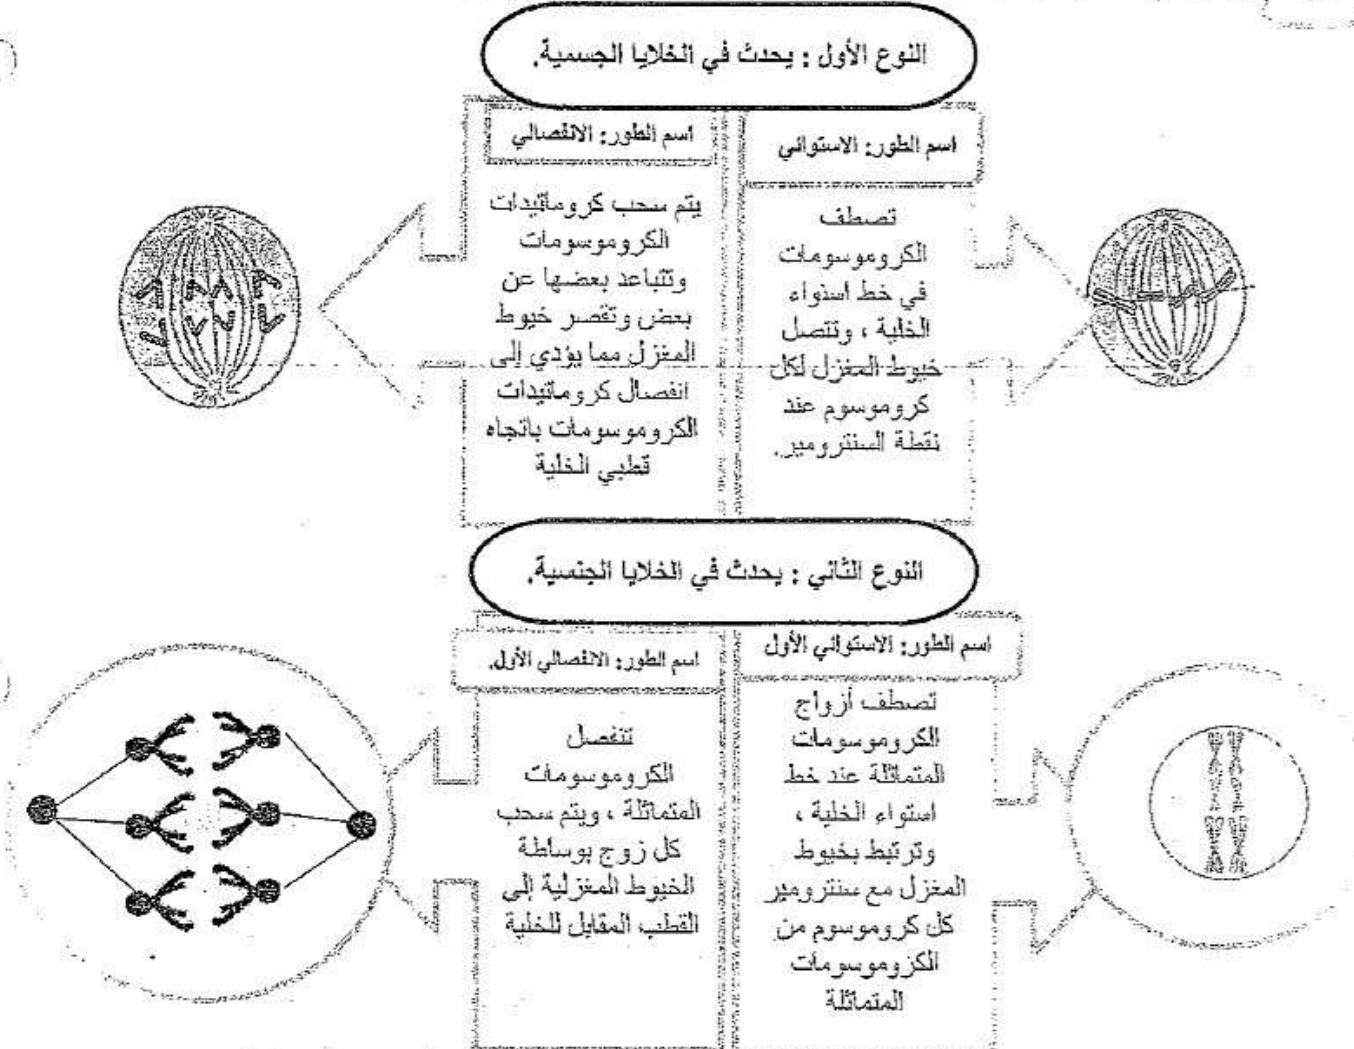 النوع الأول : يحدث في الخلايا الجسمية.
اسم الطور: الاستوائي
تصطف
الكروموسومات
في خط استواء
الخلية ، وتتصل
خيوط المغزل لكل
كروموسوم عند
نقطة السنترومير.
اسم الطور: الانفصالي
يتم سحب كروماتيدات
الكروموسومات
وتتباعد بعضها عن
بعض وتقصر خيوط
المغزل مما يؤدي إلى
انفصال كروماتيدات
الكروموسومات باتجاه
قطبي الخلية
النوع الثاني : يحدث في الخلايا الجنسية.
اسم الطور: الاستوائي الأول
تصطف أزواج
الكروموسومات
المتماثلة عند خط
استواء الخلية ،
وترتبط بخيوط
المغزل مع سنترومير
كل كروموسوم من
الكروموسومات
المتماثلة
اسم الطور: الانفصالي الأول.
تنفصل
الكروموسومات
المتماثلة ، ويتم سحب
كل زوج بوساطة
الخيوط المغزلية إلى
القطب المقابل للخلية